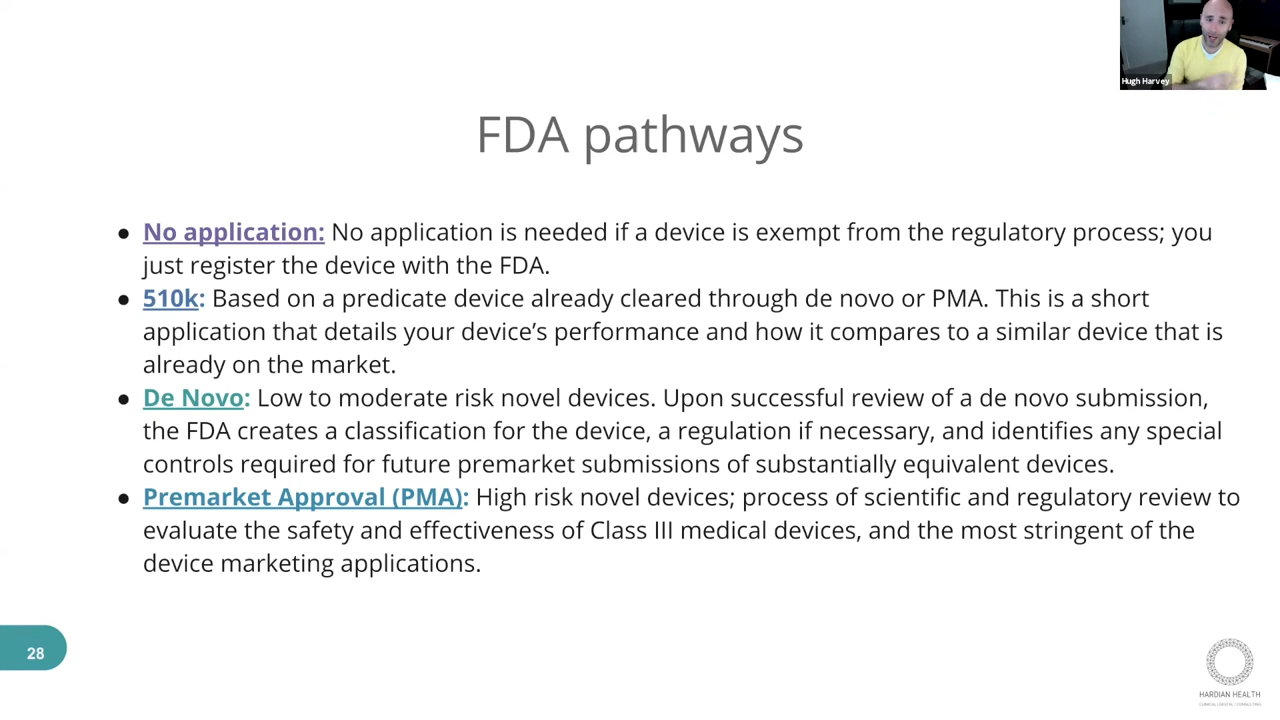 Hugh Harvey
FDA pathways
● No application: No application is needed if a device is exempt from the regulatory process; you
just register the device with the FDA.
● 510k: Based on a predicate device already cleared through de novo or PMA. This is a short
application that details your device’s performance and how it compares to a similar device that is
already on the market.
● De Novo: Low to moderate risk novel devices. Upon successful review of a de novo submission,
the FDA creates a classification for the device, a regulation if necessary, and identifies any special
controls required for future premarket submissions of substantially equivalent devices.
● Premarket Approval (PMA): High risk novel devices; process of scientific and regulatory review to
evaluate the safety and effectiveness of Class III medical devices, and the most stringent of the
device marketing applications.
28
HARDIAN HEALTH
CLINICAL | DIGITAL | CONSULTING